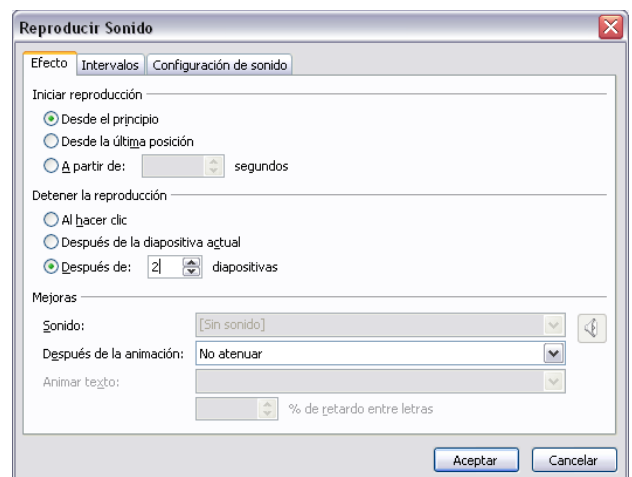 Reproducir Sonido
Efecto Intervalos Configuración de sonido
Iniciar reproducción
Desde el principio
Desde la última posición
A partir de: segundos
Detener la reproducción
Al hacer clic
Después de la diapositiva actual
Después de: 2 diapositivas
Mejoras
Sonido: [Sin sonido]
Después de la animación: No atenuar
Animar texto:
% de retardo entre letras
Aceptar Cancelar